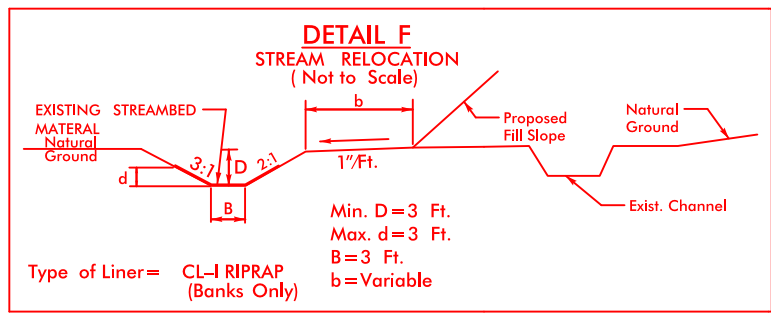 DETAIL F
STREAM RELOCATION
( Not to Scale)
b
EXISTING STREAMBED
MATERAL
Natural
Ground
Proposed
Fill Slope
Natural
Ground
1"/Ft.
3:1
D
2:1
d
B
Exist. Channel
Min. D=3 Ft.
Max. d=3 Ft.
B=3 Ft.
b=Variable
Type of Liner= CL-I RIPRAP
(Banks Only)